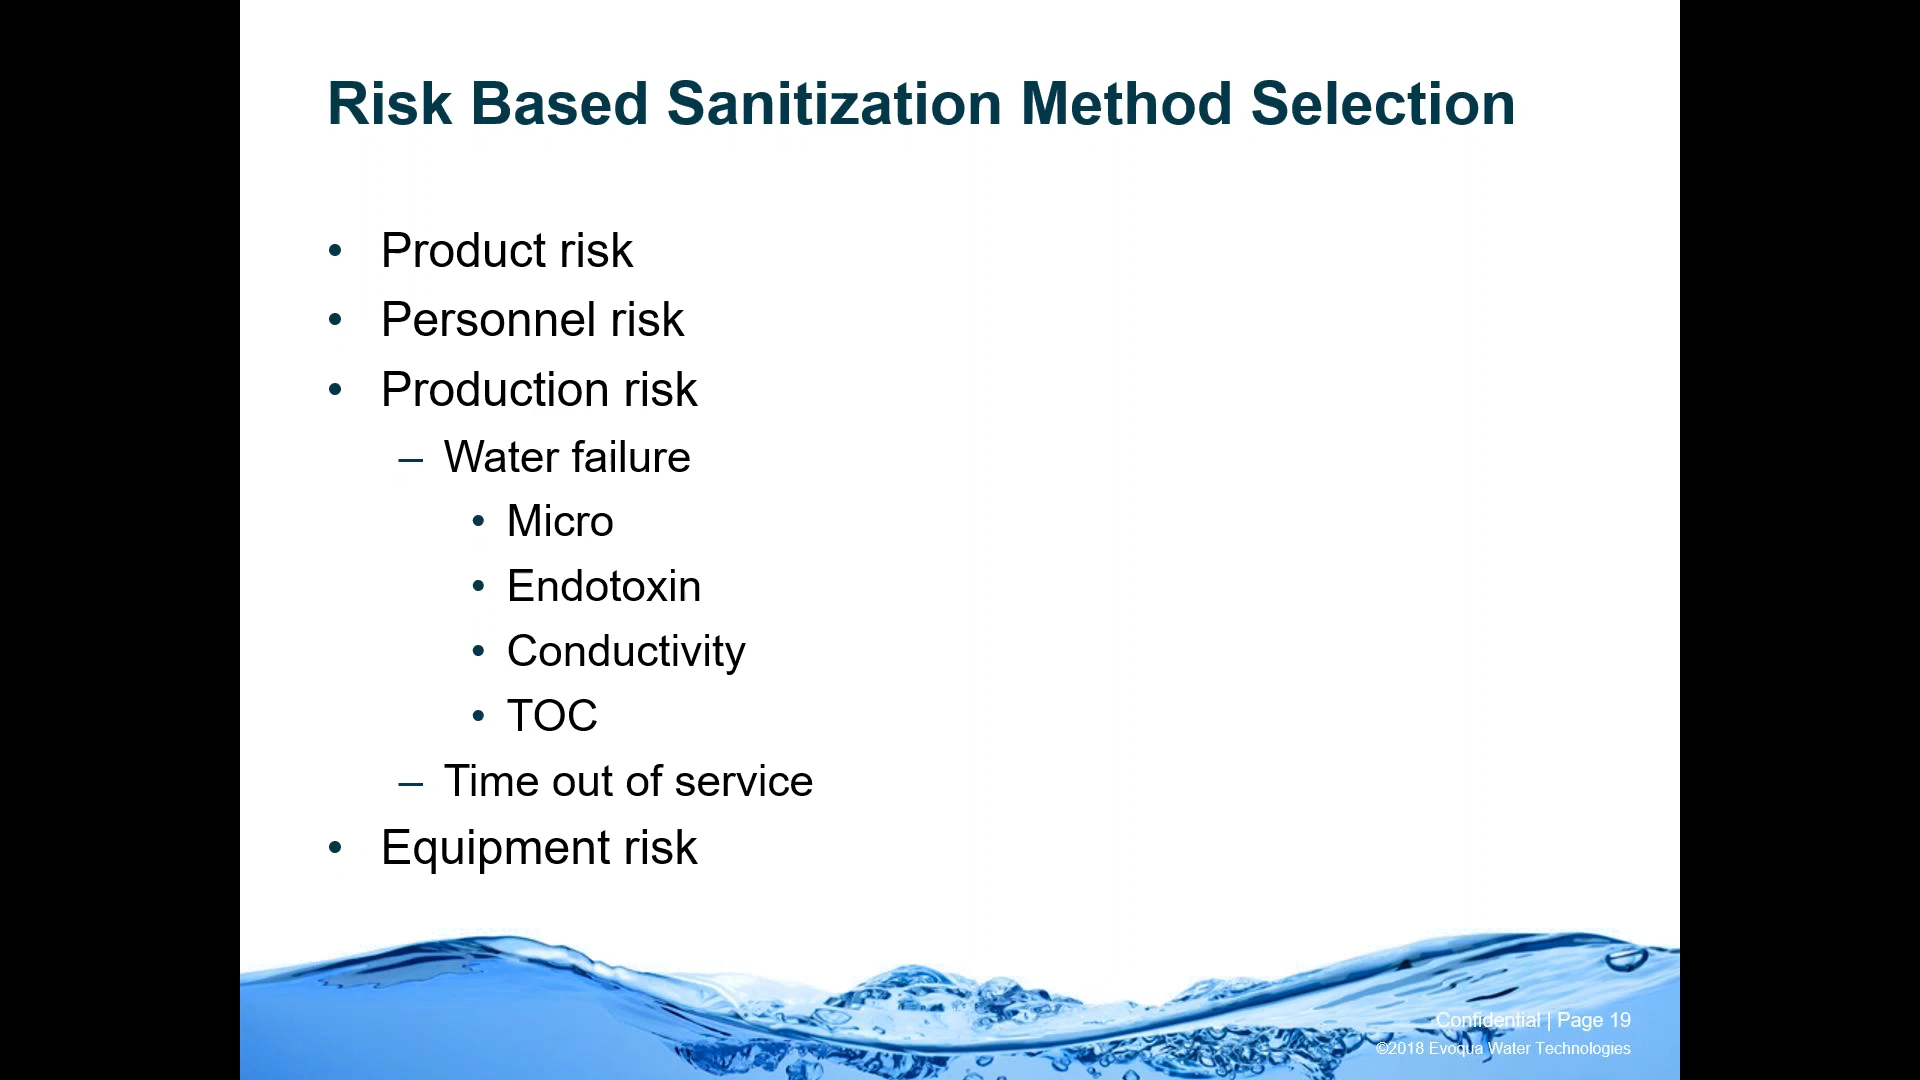 Risk Based Sanitization Method Selection
• Product risk
• Personnel risk
• Production risk
– Water failure
• Micro
• Endotoxin
• Conductivity
• TOC
– Time out of service
• Equipment risk
Confidential | Page 19
©2018 Evoqua Water Technologies